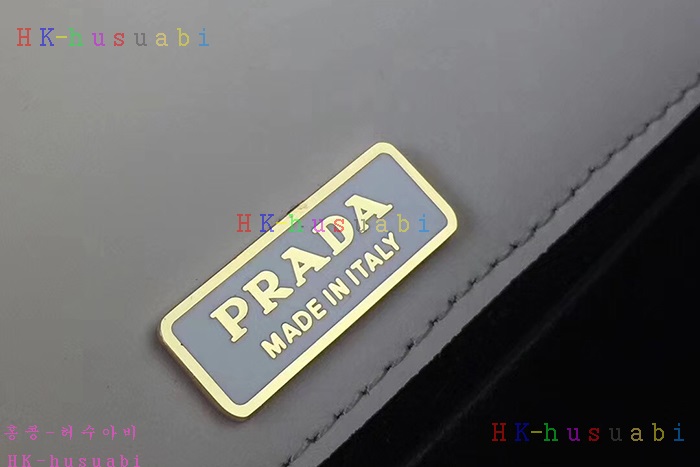 HK-husuabi
HK-husuabi
PRADA
MADE IN ITALY
홍콩-허수아비
HK-husuabi
HK-husuabi